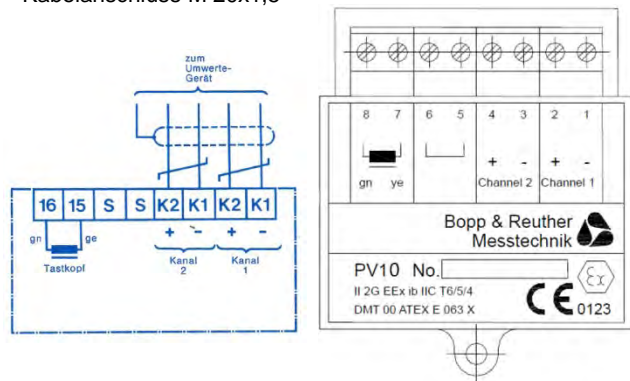 Kabelanschluss M 20x1,5
zum
Umwerte-
Gerät
16 15 S S K2 K1 K2 K1
gn ge
+ - + -
Tastkopf
Kanal
2
Kanal
1
8 7 6 5 4 3 2 1
+ - + -
gn ye Channel 2 Channel 1
Bopp & Reuther
Messtechnik
PV10 No.
II 2G EEx ib IIC T6/5/4
DMT 00 ATEX E 063 X
CE 0123
Ex